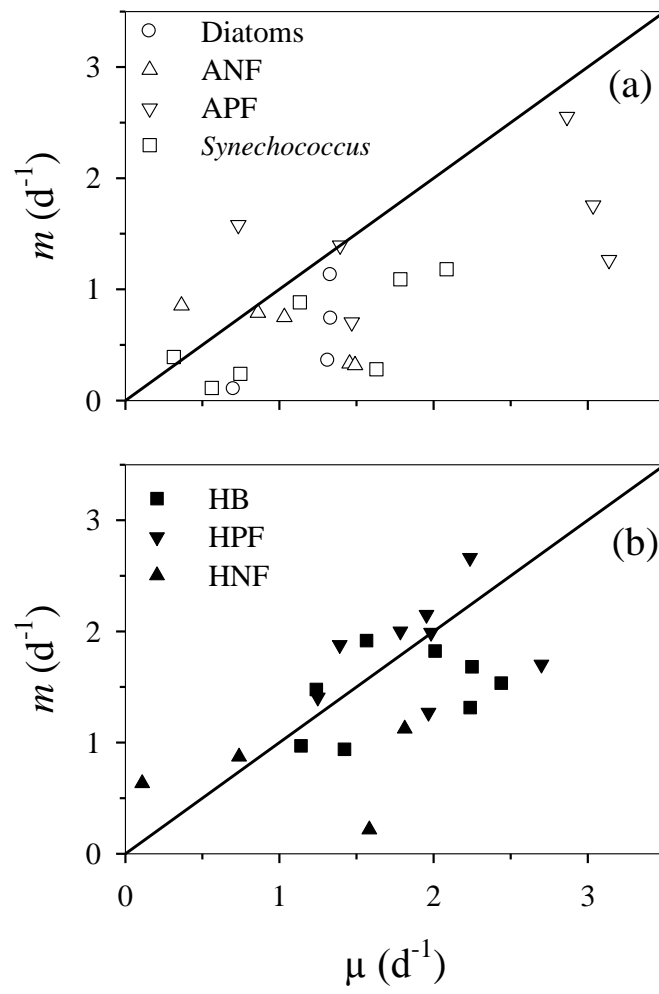 Diatoms
ANF
APF
Synechococcus
(a)
3
2
1
0
m (d-1)
HB
HPF
HNF
(b)
3
2
1
0
m (d-1)
0 1 2 3
μ (d-1)